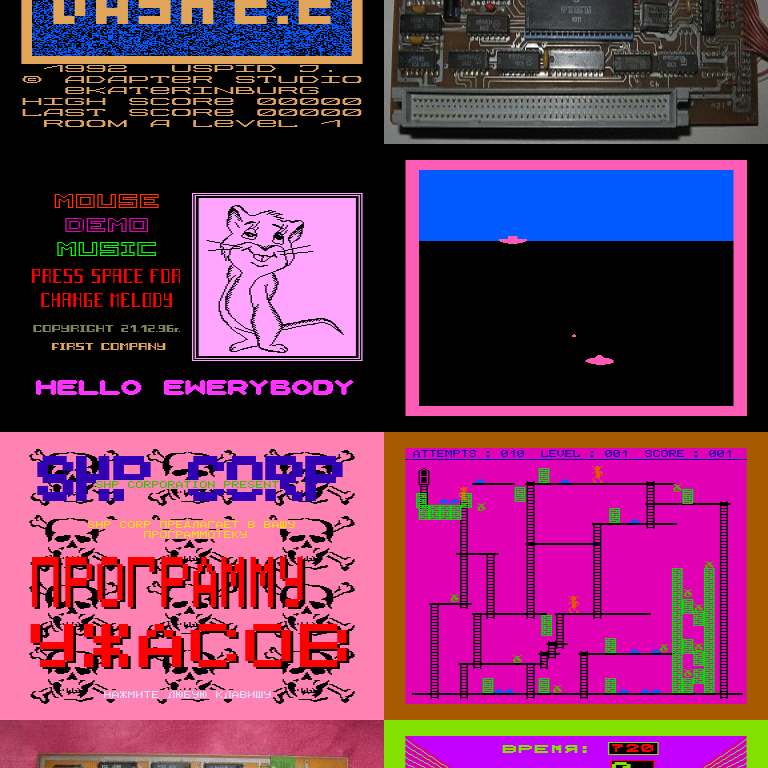 1992 USPID J.
© ADAPTER STUDIO
EKATERINBURG
HIGH SCORE 00000
LAST SCORE 00000
ROOM A LEVEL 1
MOUSE
DEMO
MUSIC
PRESS SPACE FOR
CHANGE MELODY
COPYRIGHT 21.12.96г.
FIRST COMPANY
HELLO EWERYBODY
SHP CORP
SHP CORPORATION PRESENT
SHP CORP ПРЕДЛАГАЕТ В ВАШУ
ПРОГРАММОТЕКУ
ПРОГРАММУ
УЖАСОВ
НАЖМИТЕ ЛЮБУЮ КЛАВИШУ
ATTEMPTS : 010 LEVEL : 001 SCORE : 001
ВРЕМЯ: 720